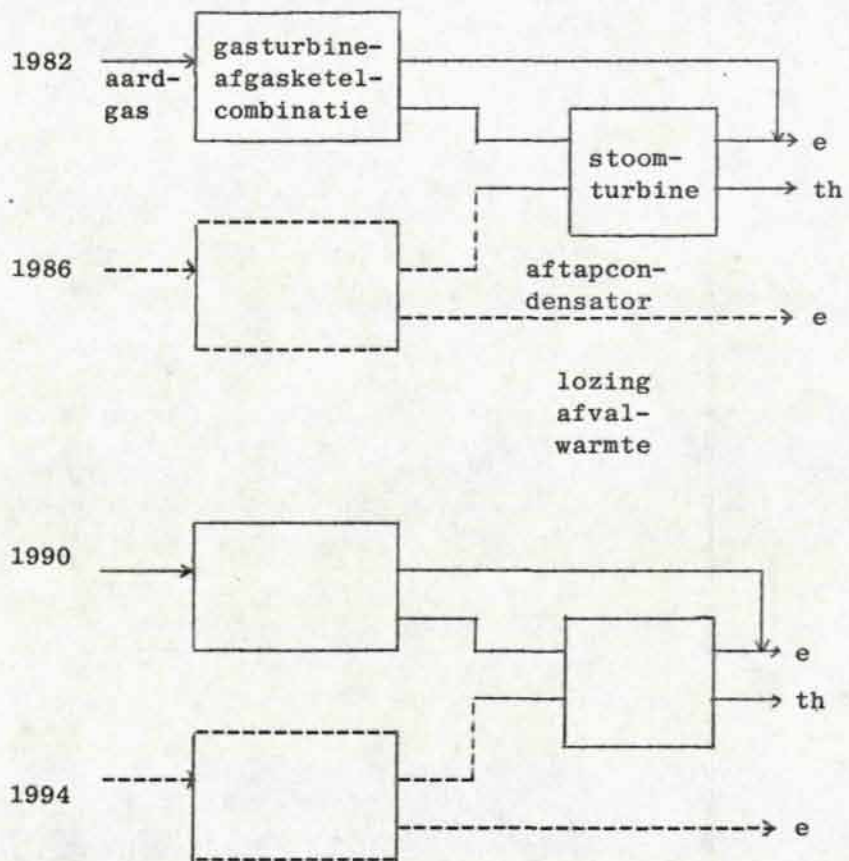 1982
aard-
gas
gasturbine-
afgasketel-
combinatie
stoom-
turbine
e
th
1986
aftapcon-
densator
e
lozing
afval-
warmte
1990
e
th
1994
e